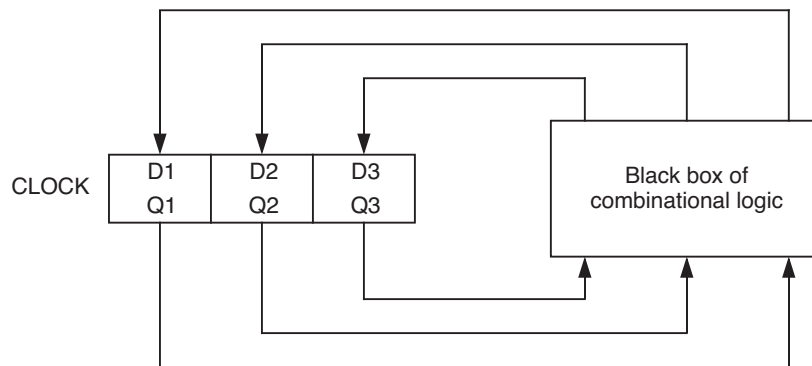 CLOCK
D1 D2 D3
Q1 Q2 Q3
Black box of
combinational logic